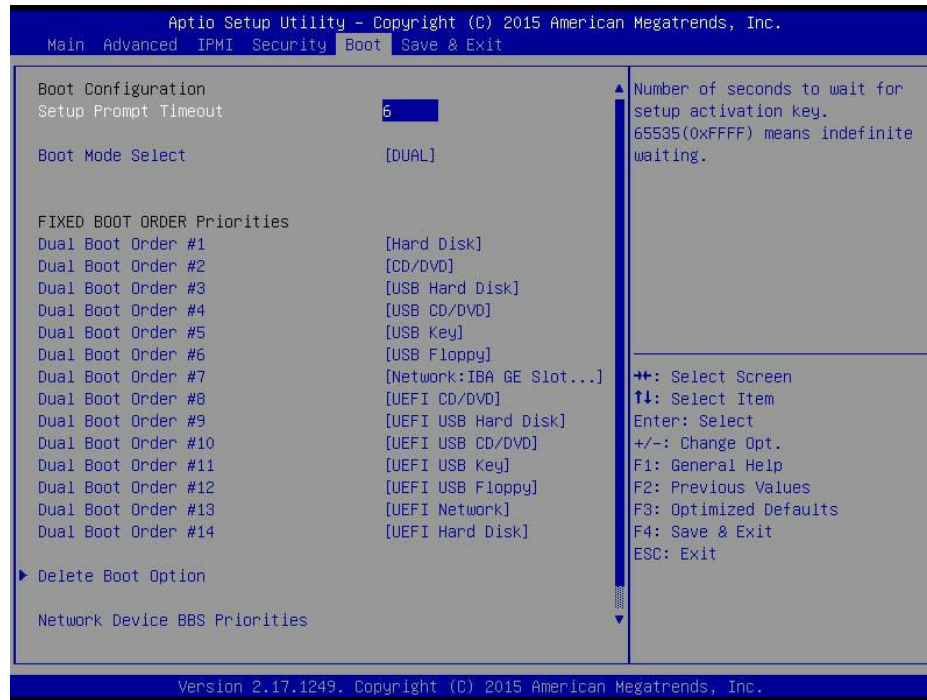 Aptio Setup Utility – Copyright (C) 2015 American Megatrends, Inc.
Main Advanced IPMI Security Boot Save & Exit
Boot Configuration
Setup Prompt Timeout 6
Boot Mode Select [DUAL]
FIXED BOOT ORDER Priorities
Dual Boot Order #1 [Hard Disk]
Dual Boot Order #2 [CD/DVD]
Dual Boot Order #3 [USB Hard Disk]
Dual Boot Order #4 [USB CD/DVD]
Dual Boot Order #5 [USB Key]
Dual Boot Order #6 [USB Floppy]
Dual Boot Order #7 [Network:IBA GE Slot...]
Dual Boot Order #8 [UEFI CD/DVD]
Dual Boot Order #9 [UEFI USB Hard Disk]
Dual Boot Order #10 [UEFI USB CD/DVD]
Dual Boot Order #11 [UEFI USB Key]
Dual Boot Order #12 [UEFI USB Floppy]
Dual Boot Order #13 [UEFI Network]
Dual Boot Order #14 [UEFI Hard Disk]
Delete Boot Option
Network Device BBS Priorities
Number of seconds to wait for
setup activation key.
65535(0xFFFF) means indefinite
waiting.
→←: Select Screen
↑↓: Select Item
Enter: Select
+/-: Change Opt.
F1: General Help
F2: Previous Values
F3: Optimized Defaults
F4: Save & Exit
ESC: Exit
Version 2.17.1249. Copyright (C) 2015 American Megatrends, Inc.